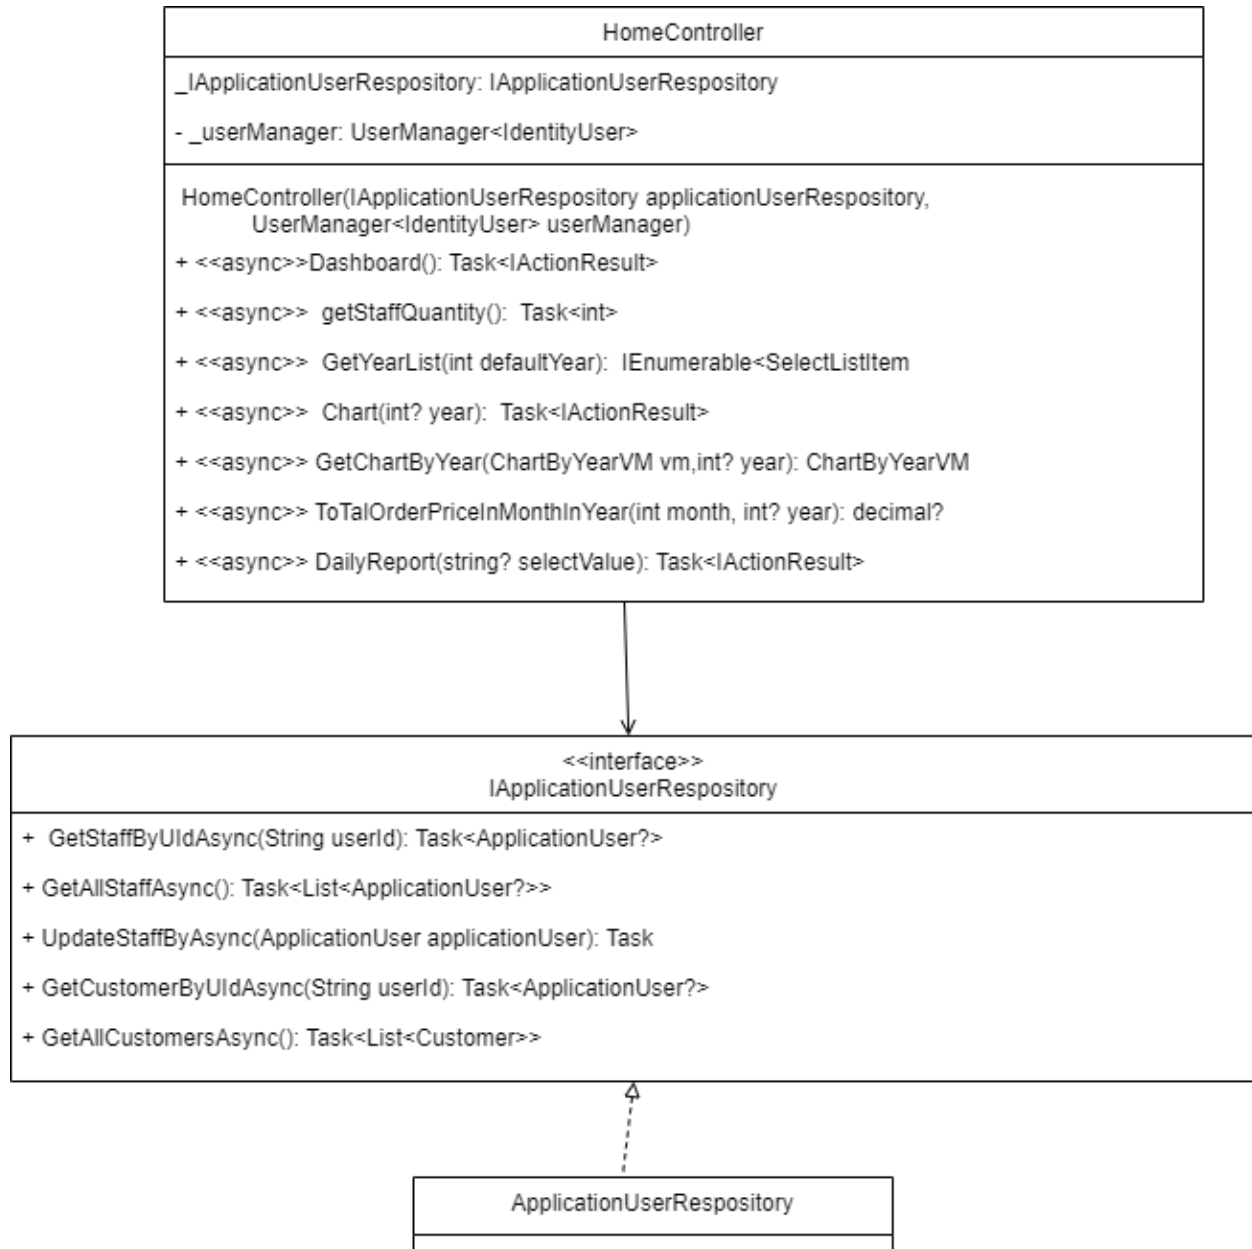 HomeController
_IApplicationUserRespository: IApplicationUserRespository
- _userManager: UserManager<IdentityUser>
HomeController(IApplicationUserRespository applicationUserRespository,
UserManager<IdentityUser> userManager)
+ <<async>>Dashboard(): Task<IActionResult>
+ <<async>> getStaffQuantity(): Task<int>
+ <<async>> GetYearList(int defaultYear): IEnumerable<SelectListItem
+ <<async>> Chart(int? year): Task<IActionResult>
+ <<async>> GetChartByYear(ChartByYearVM vm,int? year): ChartByYearVM
+ <<async>> ToTalOrderPriceInMonthInYear(int month, int? year): decimal?
+ <<async>> DailyReport(string? selectValue): Task<IActionResult>
<<interface>>
IApplicationUserRespository
+ GetStaffByUIdAsync(String userId): Task<ApplicationUser?>
+ GetAllStaffAsync(): Task<List<ApplicationUser?>>
+ UpdateStaffByAsync(ApplicationUser applicationUser): Task
+ GetCustomerByUIdAsync(String userId): Task<ApplicationUser?>
+ GetAllCustomersAsync(): Task<List<Customer>>
ApplicationUserRespository